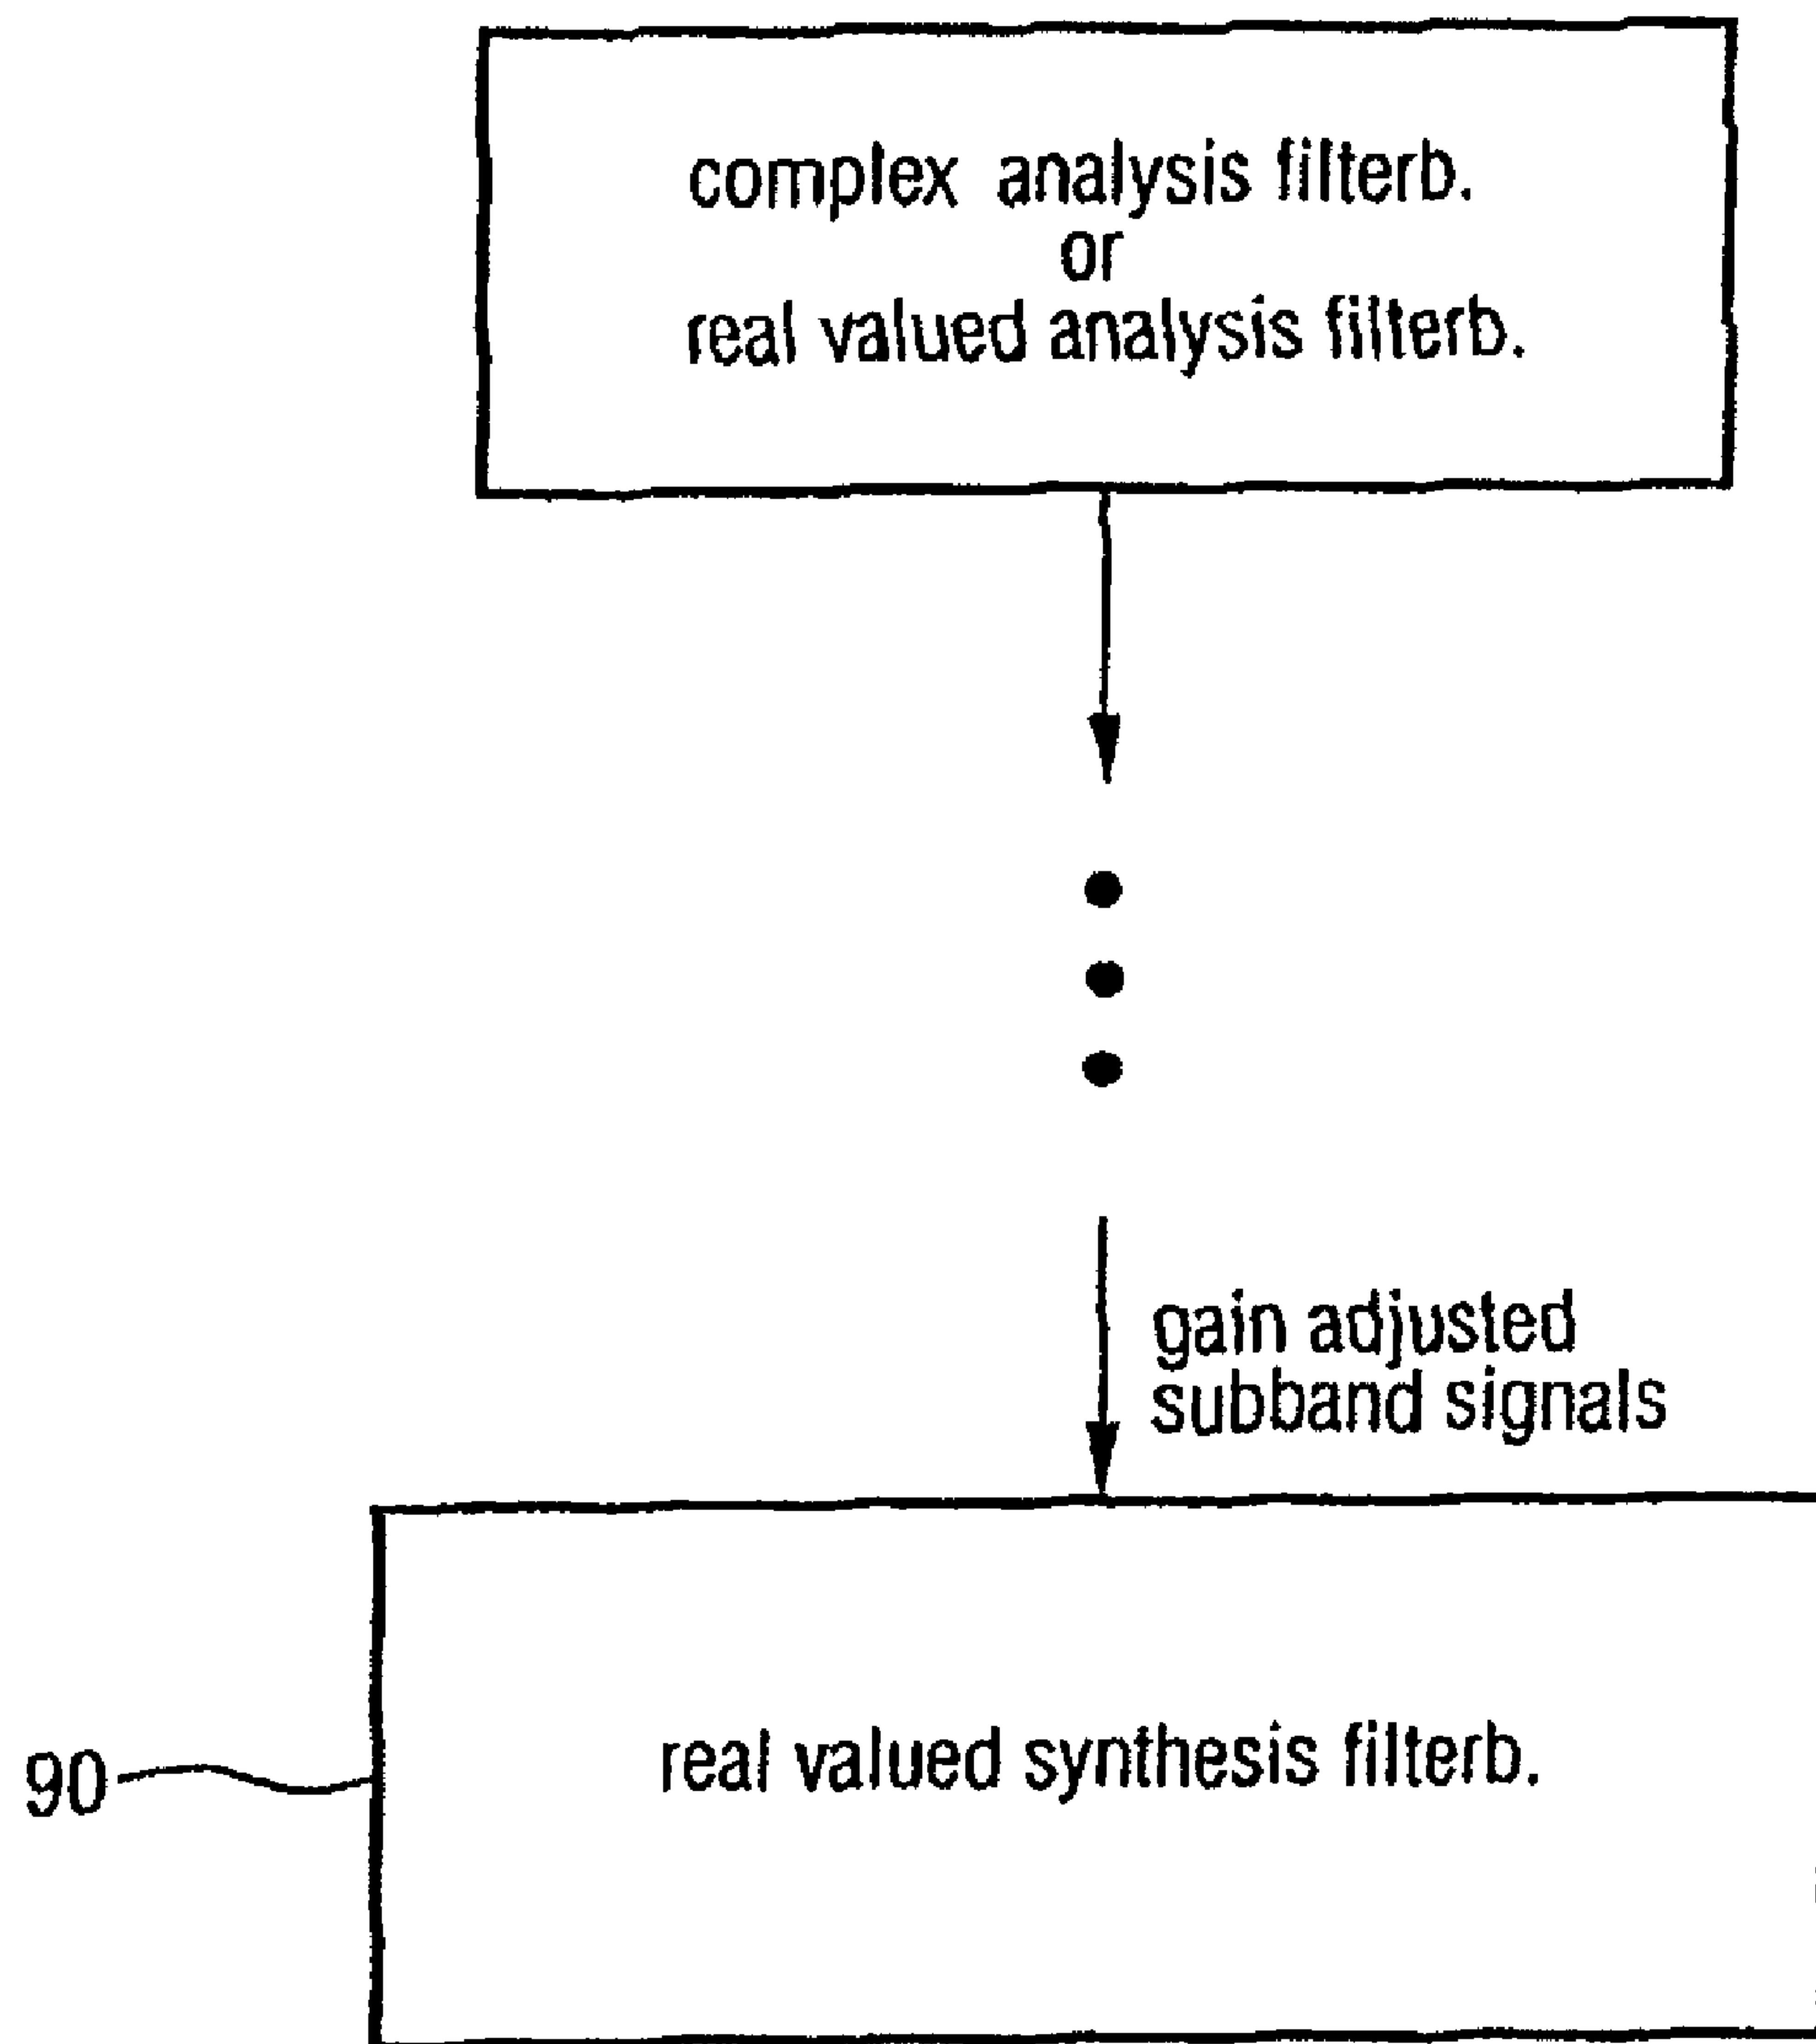 complex analysis filterb.
or
real valued analysis filterb.
gain adjusted
subband signals
real valued synthesis filterb.
90